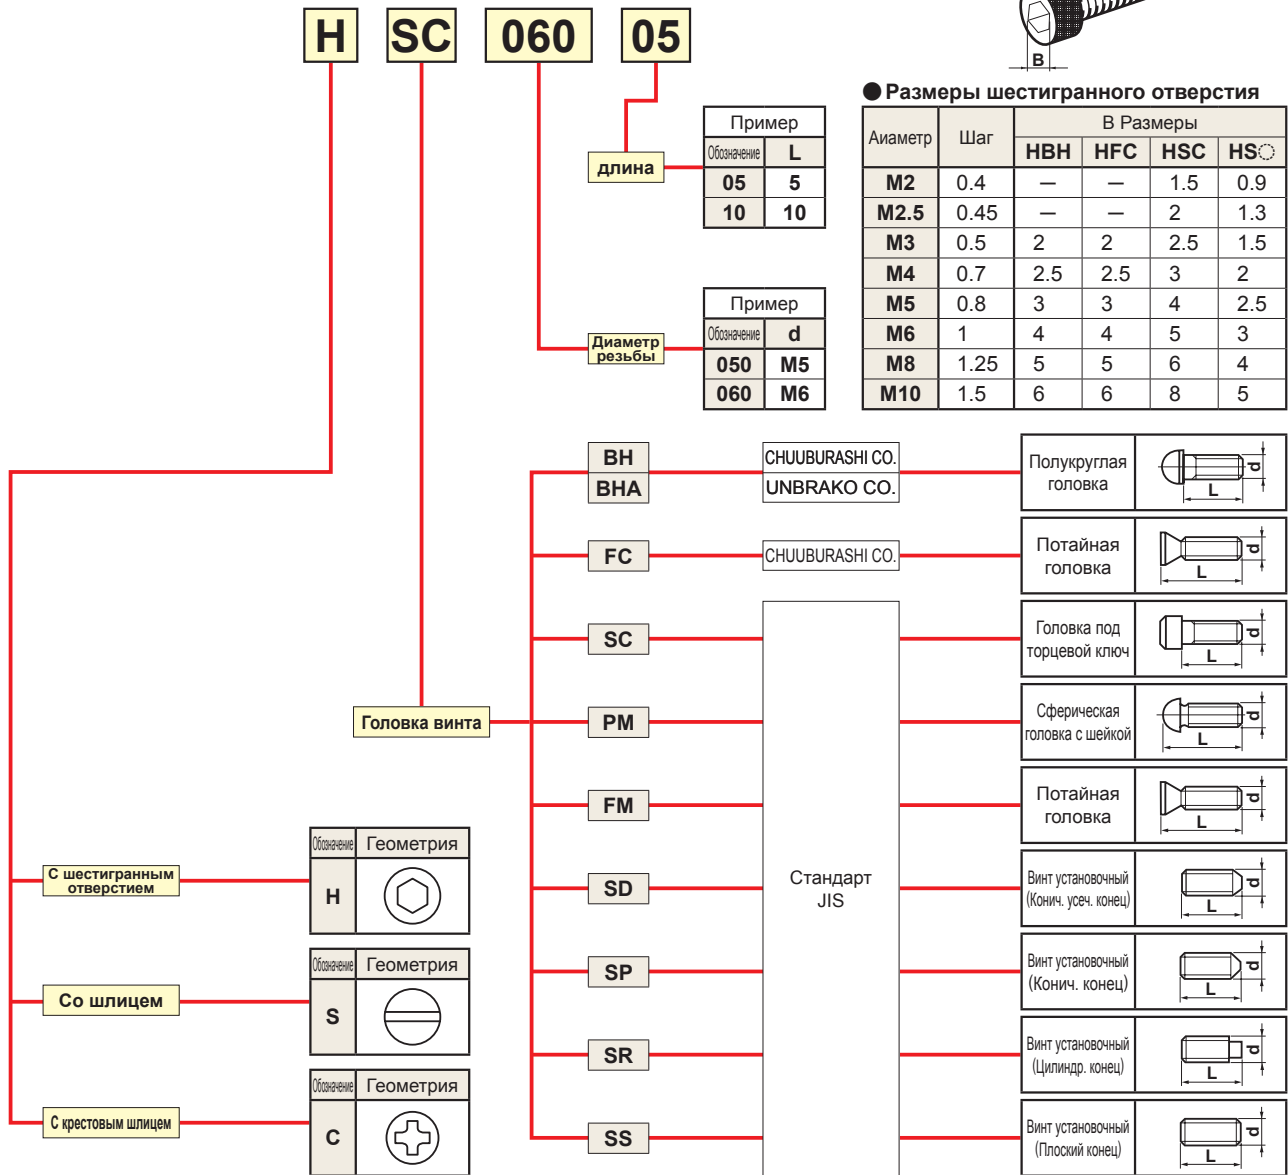 H SC 060 05
B
● Размеры шестигранного отверстия
Аиаметр Шаг В Размеры
HBH HFC HSC HS◌
M2 0.4 — — 1.5 0.9
M2.5 0.45 — — 2 1.3
M3 0.5 2 2 2.5 1.5
M4 0.7 2.5 2.5 3 2
M5 0.8 3 3 4 2.5
M6 1 4 4 5 3
M8 1.25 5 5 6 4
M10 1.5 6 6 8 5
длина
Пример
Обозначение L
05 5
10 10
Диаметр
резьбы
Пример
Обозначение d
050 M5
060 M6
Головка винта
BH CHUUBURASHI CO.
BHA UNBRAKO CO.
Полукруглая
головка
L d
FC CHUUBURASHI CO.
Потайная
головка
L d
SC
Головка под
торцевой ключ
L d
PM
Сферическая
головка с шейкой
L d
FM
Потайная
головка
L d
SD
Стандарт
JIS
Винт установочный
(Конич. усеч. конец)
L d
SP
Винт установочный
(Конич. конец)
L d
SR
Винт установочный
(Цилиндр. конец)
L d
SS
Винт установочный
(Плоский конец)
L d
С шестигранным
отверстием
Обозначение Геометрия
H
Со шлицем
Обозначение Геометрия
S
С крестовым шлицем
Обозначение Геометрия
C